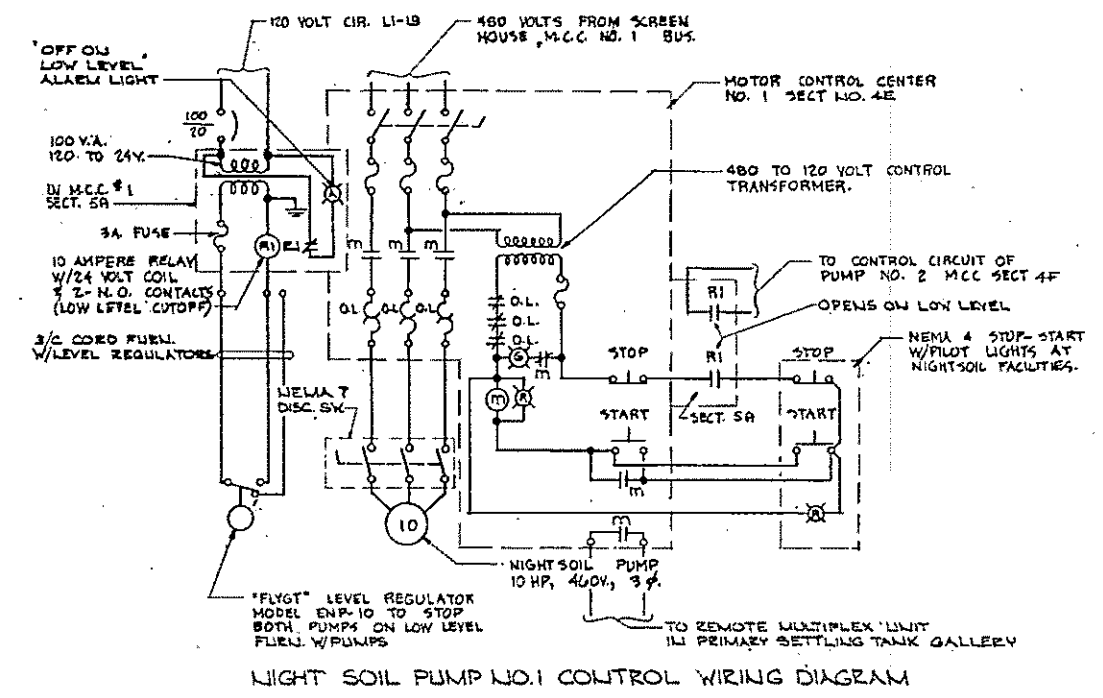 120 VOLT CIR. L1-19
480 VOLTS FROM SCREEN
HOUSE, M.C.C NO. 1 BUS.
"OFF ON
LOW LEVEL"
ALARM LIGHT
MOTOR CONTROL CENTER
NO. 1 SECT NO. 4E
100
20
100 V.A.
120 TO 24V.
A
480 TO 120 VOLT CONTROL
TRANSFORMER.
IN M.C.C #1
SECT. 5A
3A FUSE
R1
R1
M
M
M
10 AMPERE RELAY
W/24 VOLT COIL
& 2-N.O. CONTACTS
(LOW LEVEL CUTOFF)
TO CONTROL CIRCUIT OF
PUMP NO. 2 MCC SECT 4F
R1
OPENS ON LOW LEVEL
O.L.
O.L.
O.L.
O.L.
O.L.
O.L.
G
M
STOP
R1
STOP
NEMA 4 STOP-START
W/PILOT LIGHTS AT
NIGHTSOIL FACILITIES.
3/C CORD FURN.
W/LEVEL REGULATORS
NEMA 7
DISC. SW.
M
R
START
SECT. 5A
START
M
R
10
M
NIGHTSOIL PUMP
10 HP, 460V., 3 φ.
"FLYGT" LEVEL REGULATOR
MODEL ENP-10 TO STOP
BOTH PUMPS ON LOW LEVEL
FURN. W/PUMPS
TO REMOTE MULTIPLEX UNIT
IN PRIMARY SETTLING TANK GALLERY
NIGHT SOIL PUMP NO.1 CONTROL WIRING DIAGRAM